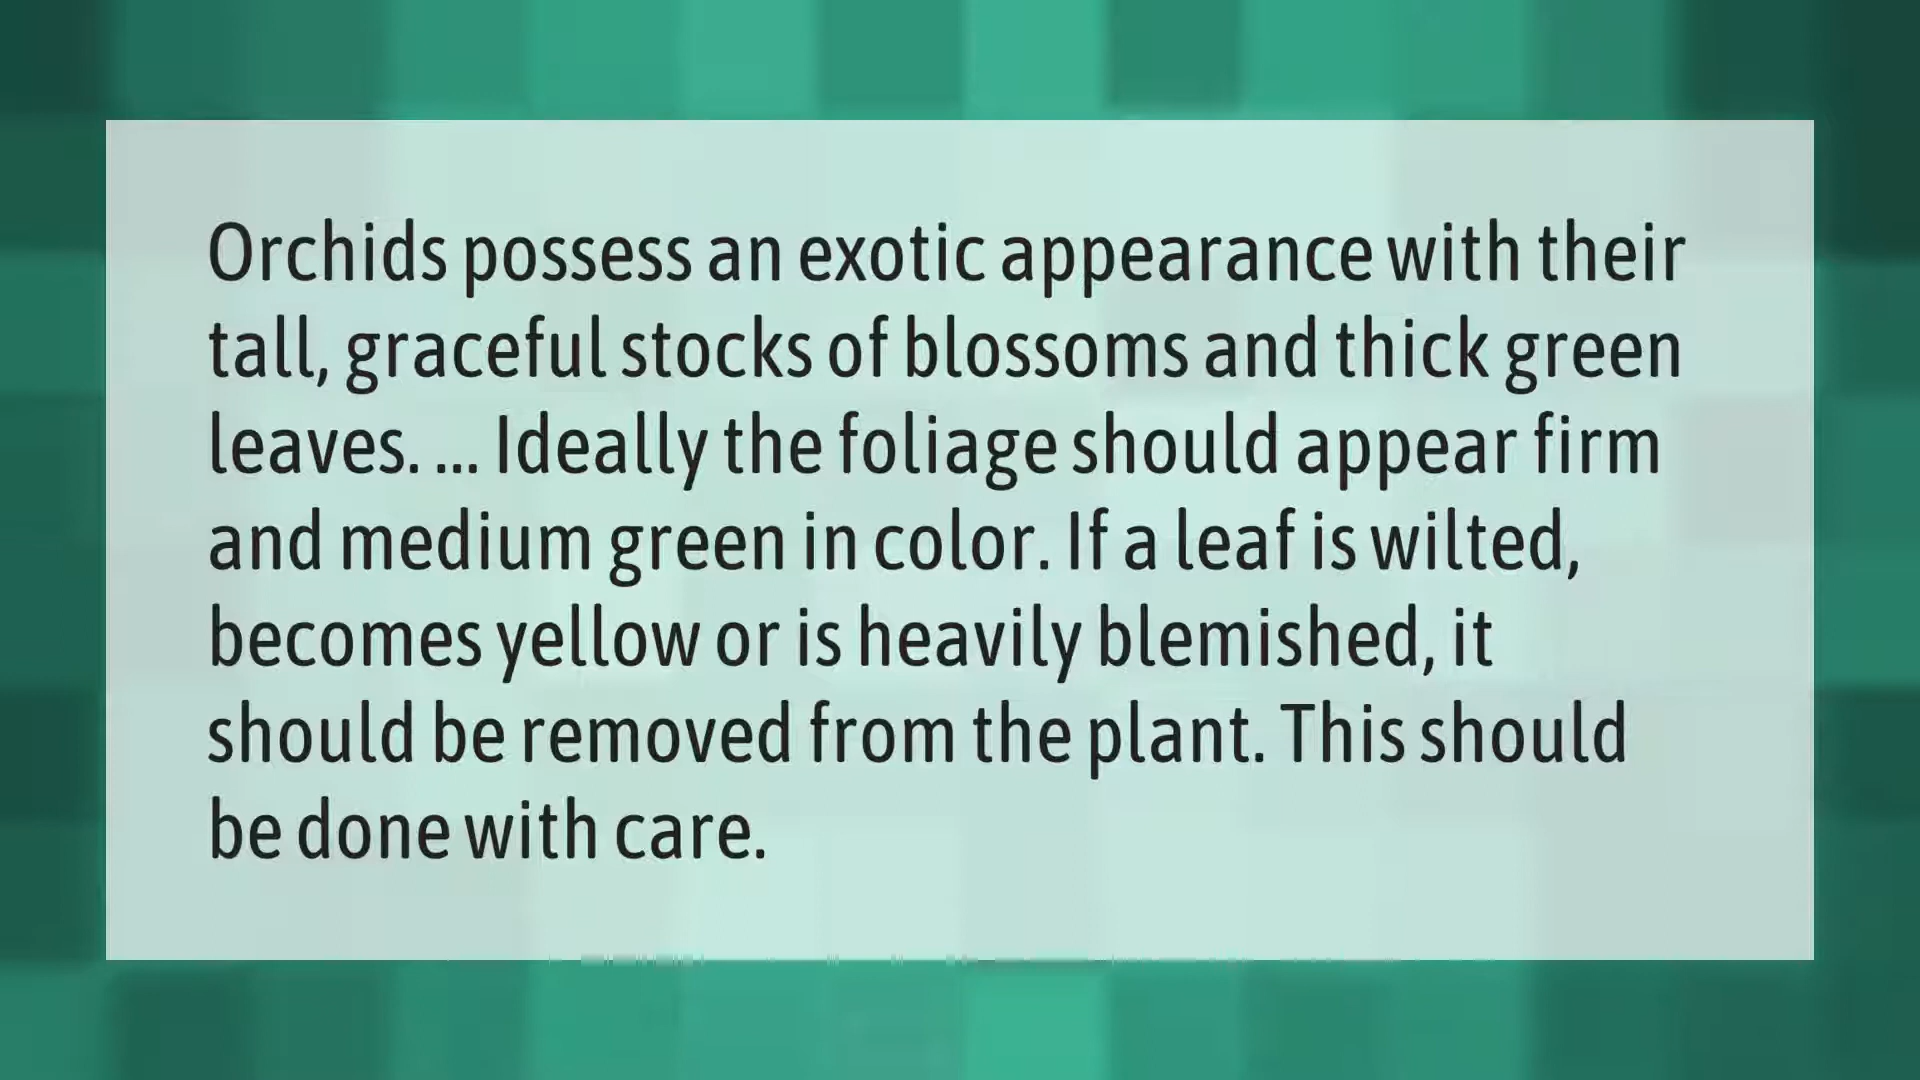 Orchids possess an exotic appearance with their
tall, graceful stocks of blossoms and thick green
leaves. ... Ideally the foliage should appear firm
and medium green in color. If a leaf is wilted,
becomes yellow or is heavily blemished, it
should be removed from the plant. This should
be done with care.